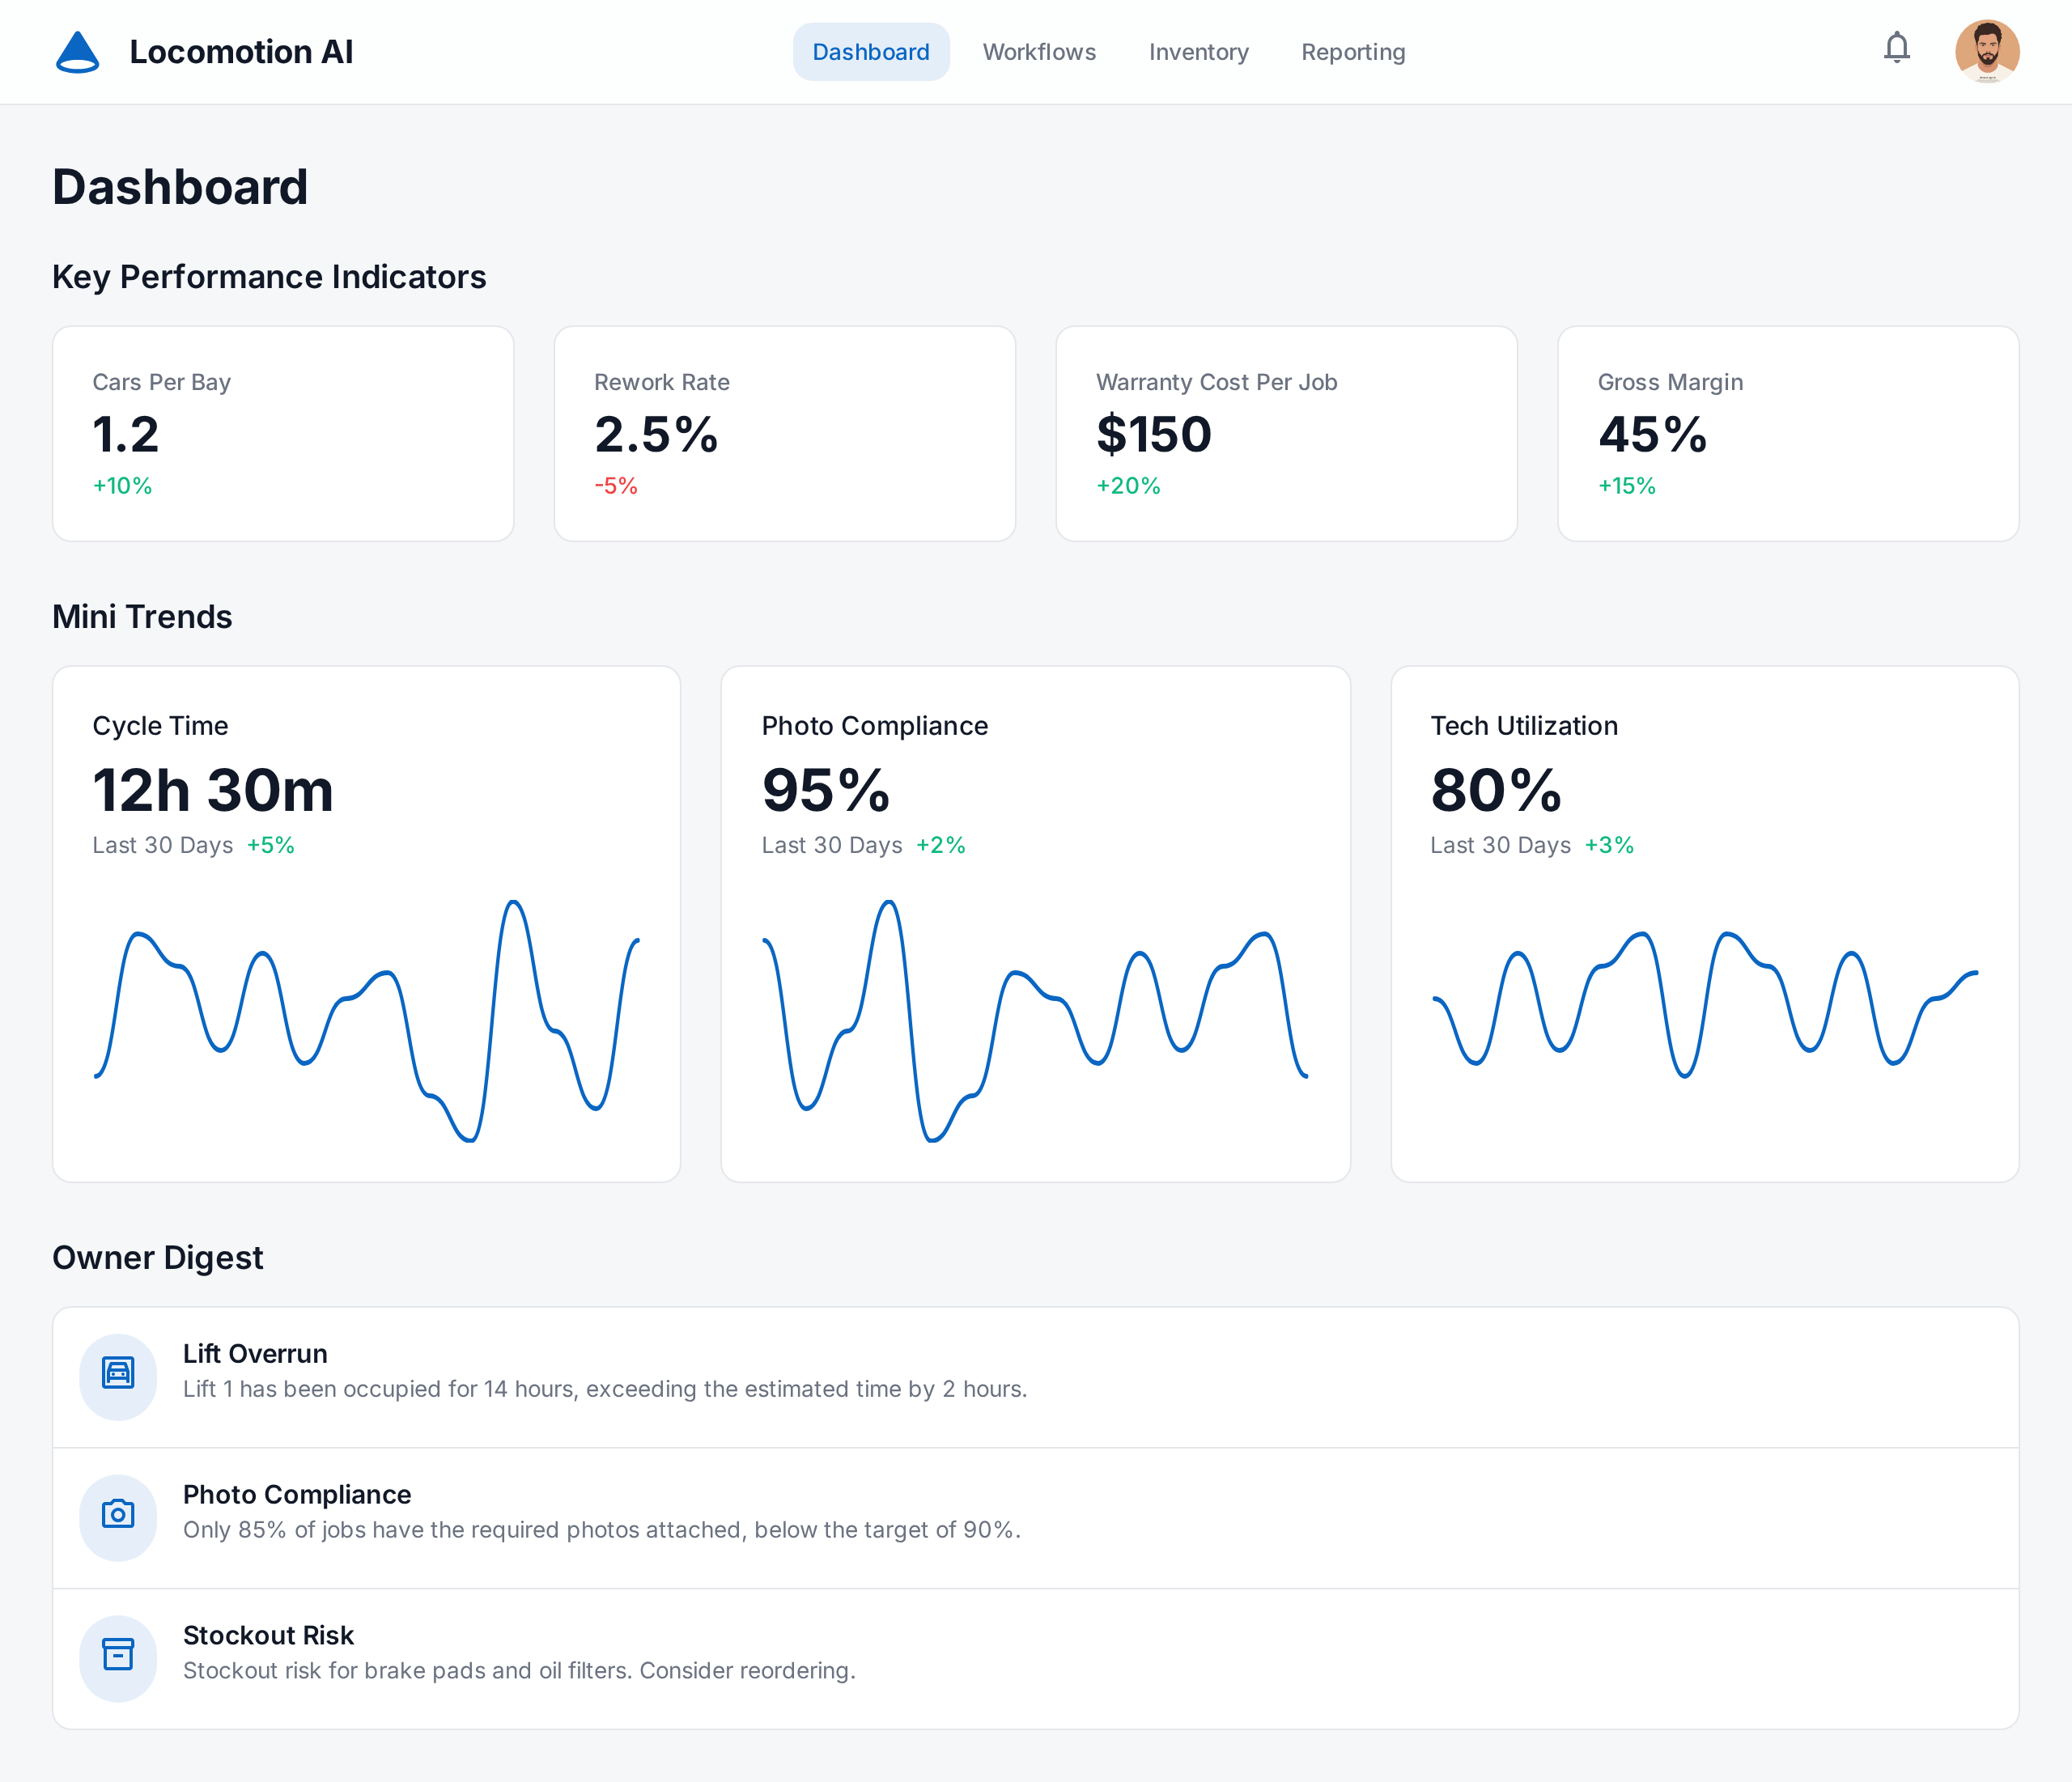 Locomotion AI
Dashboard
Workflows
Inventory
Reporting
Dashboard
Key Performance Indicators
Cars Per Bay
1.2
+10%
Rework Rate
2.5%
-5%
Warranty Cost Per Job
$150
+20%
Gross Margin
45%
+15%
Mini Trends
Cycle Time
12h 30m
Last 30 Days +5%
Photo Compliance
95%
Last 30 Days +2%
Tech Utilization
80%
Last 30 Days +3%
Owner Digest
Lift Overrun
Lift 1 has been occupied for 14 hours, exceeding the estimated time by 2 hours.
Photo Compliance
Only 85% of jobs have the required photos attached, below the target of 90%.
Stockout Risk
Stockout risk for brake pads and oil filters. Consider reordering.